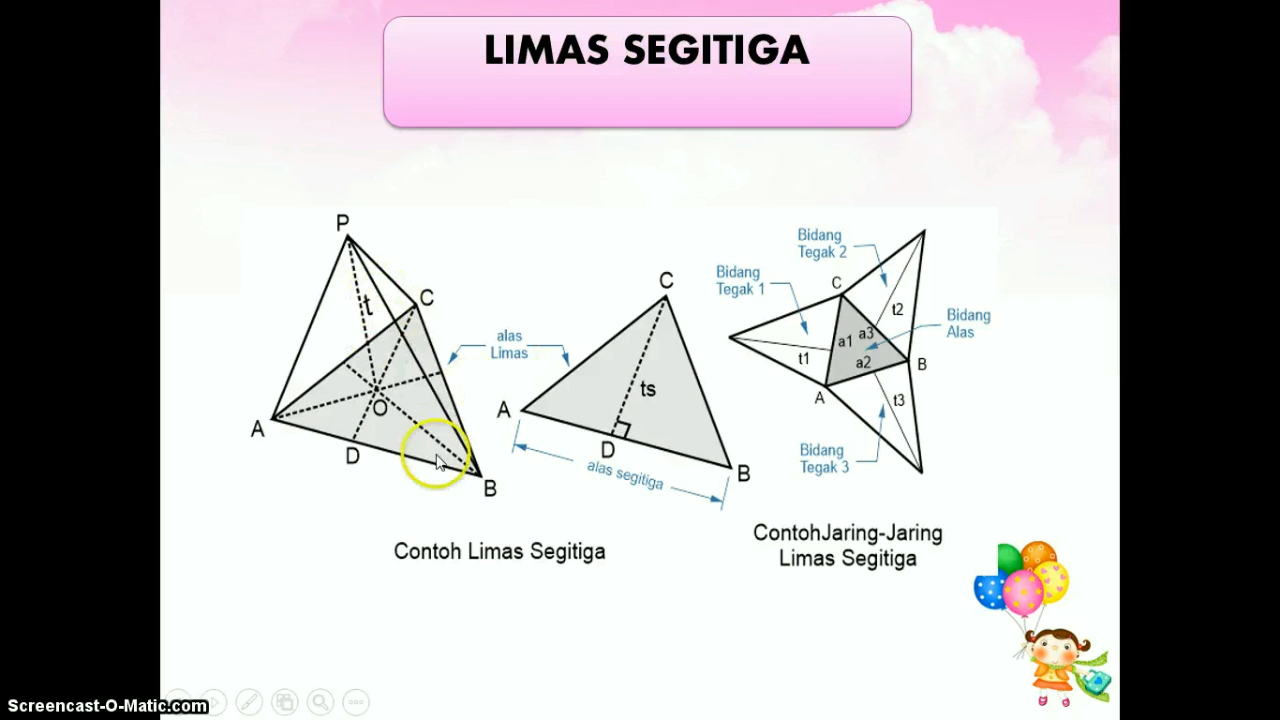 LIMAS SEGITIGA
P
t
C
A
O
D
B
alas
Limas
C
A
ts
D
B
alas segitiga
Bidang
Tegak 2
Bidang
Tegak 1
C
t2
Bidang
Alas
a1
a3
a2
t1
B
A
t3
Bidang
Tegak 3
Contoh Limas Segitiga
ContohJaring-Jaring
Limas Segitiga
Screencast-O-Matic.com